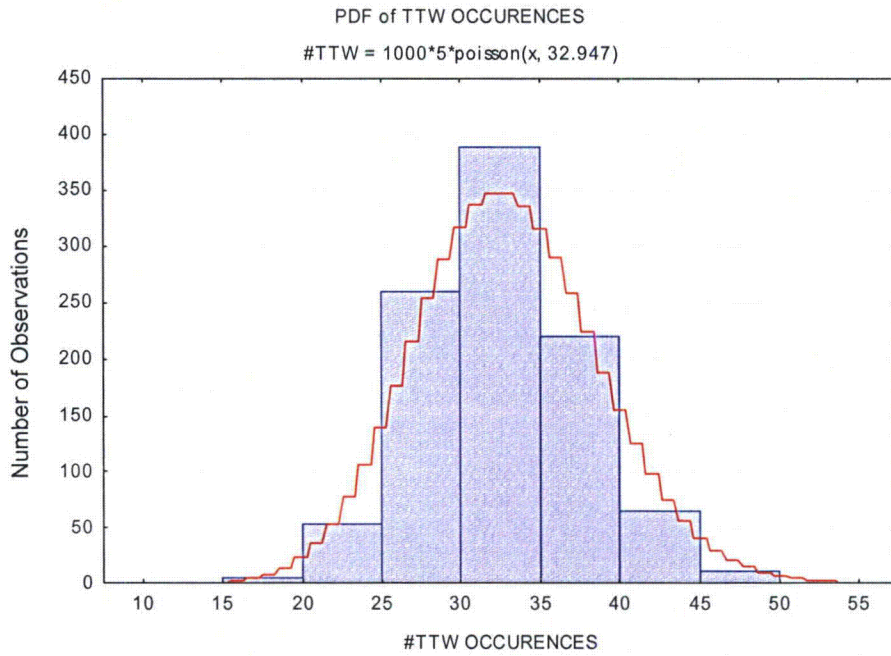 PDF of TTW OCCURENCES
#TTW = 1000*5*poisson(x, 32.947)
450
400
350
300
250
200
150
100
50
0
Number of Observations
10 15 20 25 30 35 40 45 50 55
#TTW OCCURENCES